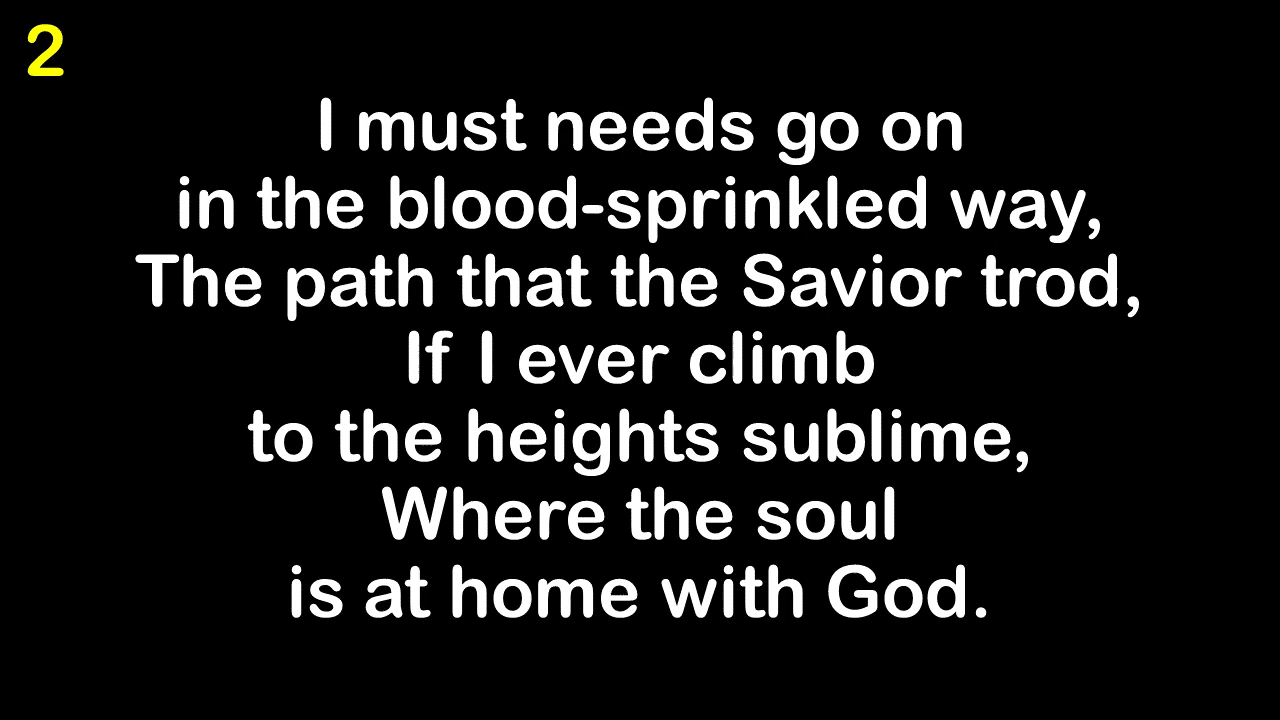 2
I must needs go on
in the blood-sprinkled way,
The path that the Savior trod,
If I ever climb
to the heights sublime,
Where the soul
is at home with God.